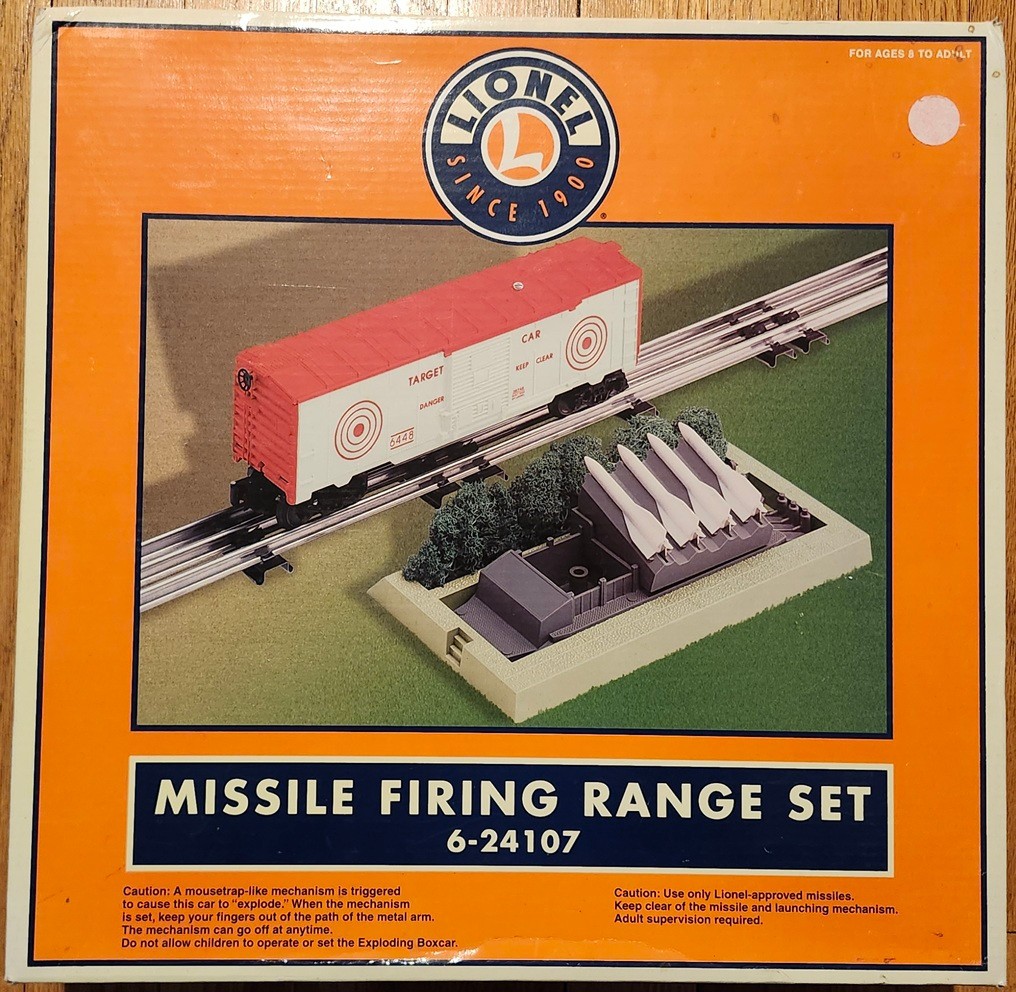 FOR AGES 8 TO ADULT
LIONEL
L
SINCE 1900
®
TARGET
CAR
DANGER
KEEP CLEAR
6448
MISSILE FIRING RANGE SET
6-24107
Caution: A mousetrap-like mechanism is triggered
to cause this car to “explode.” When the mechanism
is set, keep your fingers out of the path of the metal arm.
The mechanism can go off at anytime.
Do not allow children to operate or set the Exploding Boxcar.
Caution: Use only Lionel-approved missiles.
Keep clear of the missile and launching mechanism.
Adult supervision required.